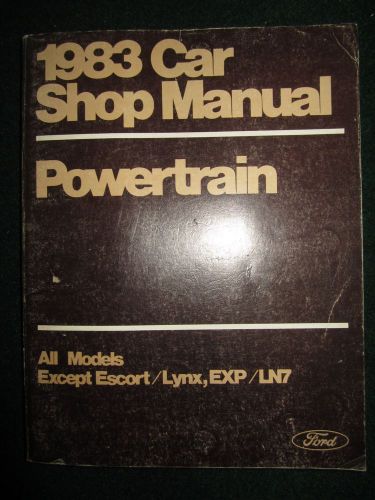 1983 Car
Shop Manual
Powertrain
All Models
Except Escort/Lynx, EXP/LN7
Ford